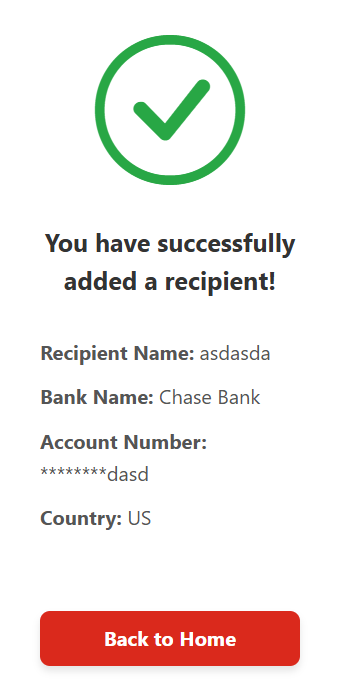 You have successfully
added a recipient!
Recipient Name: asdasda
Bank Name: Chase Bank
Account Number:
********dasd
Country: US
Back to Home